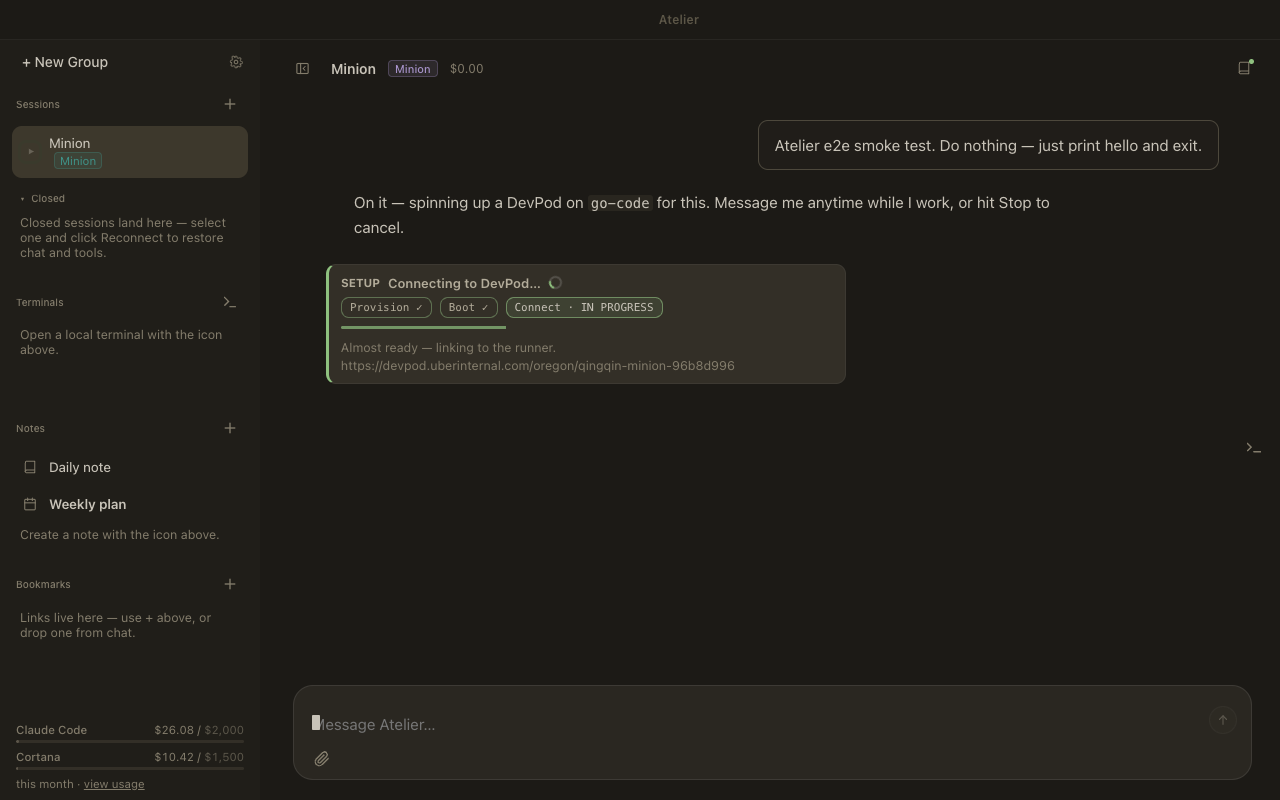 Atelier
+ New Group
Sessions
Minion
Minion
Closed
Closed sessions land here — select
one and click Reconnect to restore
chat and tools.
Terminals
Open a local terminal with the icon
above.
Notes
Daily note
Weekly plan
Create a note with the icon above.
Bookmarks
Links live here — use + above, or
drop one from chat.
Claude Code $26.08 / $2,000
Cortana $10.42 / $1,500
this month · view usage
Minion Minion $0.00
Atelier e2e smoke test. Do nothing — just print hello and exit.
On it — spinning up a DevPod on go-code for this. Message me anytime while I work, or hit Stop to
cancel.
SETUP Connecting to DevPod...
Provision ✓ Boot ✓ Connect · IN PROGRESS
Almost ready — linking to the runner.
https://devpod.uberinternal.com/oregon/qingqin-minion-96b8d996
Message Atelier...